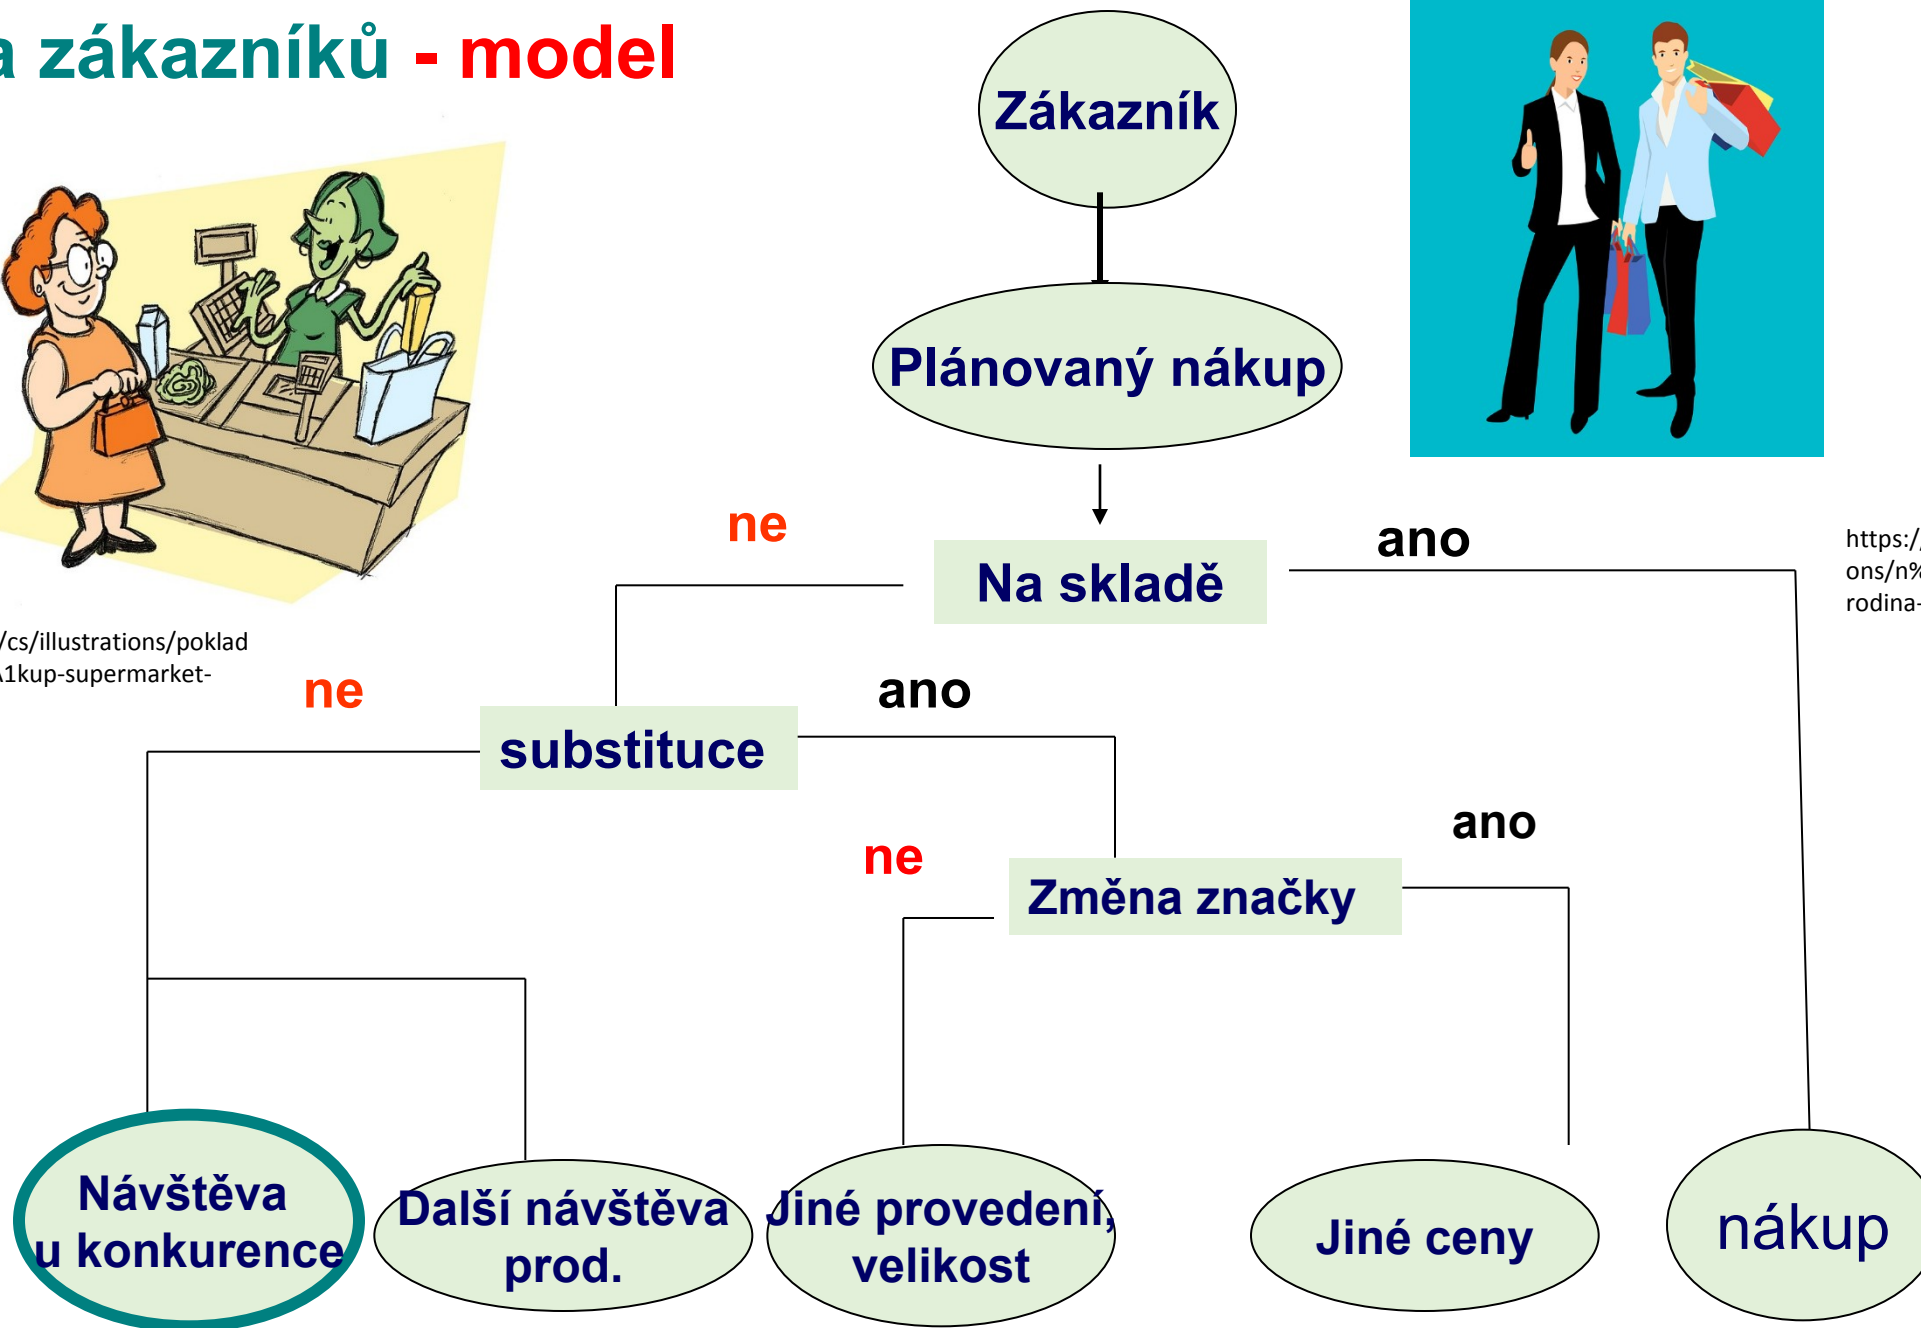 a zákazníků - model
Zákazník
Plánovaný nákup
ne
ano
Na skladě
https:/
ons/n%
rodina-
/cs/illustrations/poklad
1kup-supermarket-
ne
ano
substituce
ano
ne
Změna značky
Návštěva
u konkurence
Další návštěva
prod.
Jiné provedení,
velikost
Jiné ceny
nákup